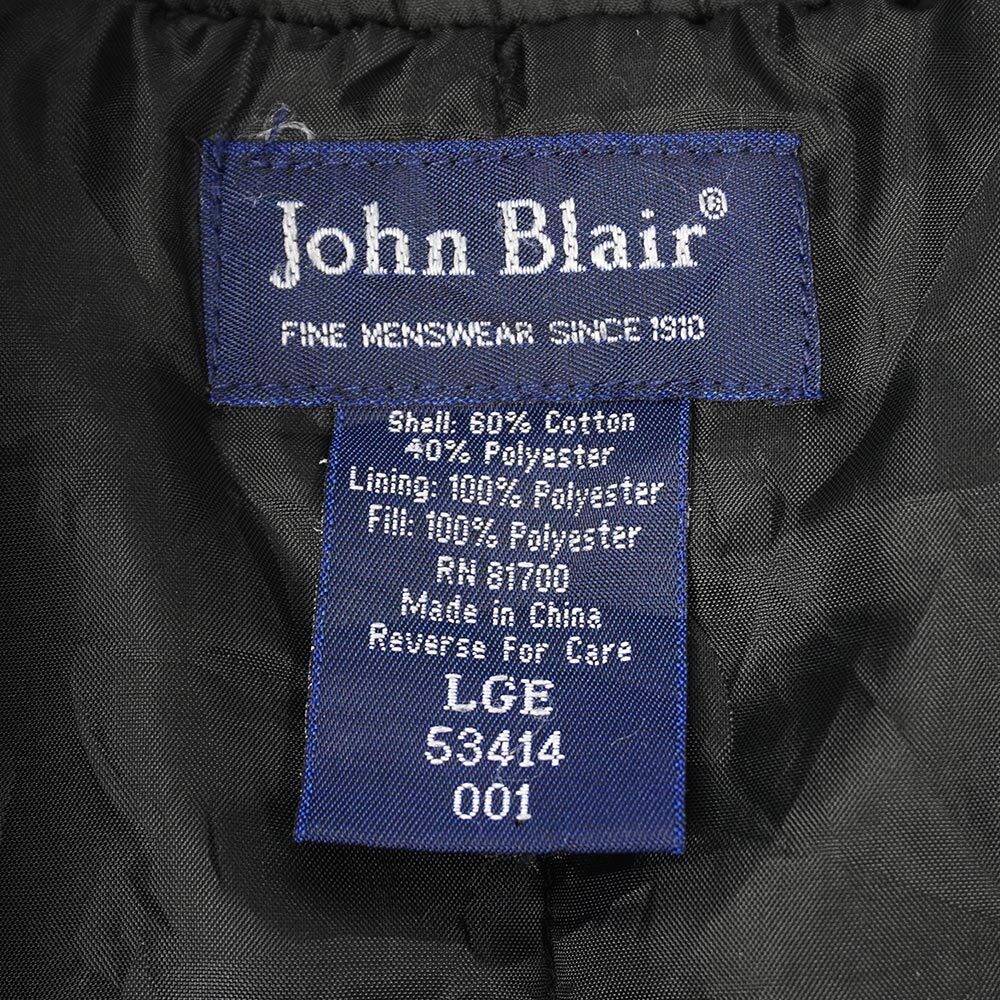 John Blair®
FINE MENSWEAR SINCE 1910
Shell: 60% Cotton
40% Polyester
Lining: 100% Polyester
Fill: 100% Polyester
RN 81700
Made in China
Reverse For Care
LGE
53414
001